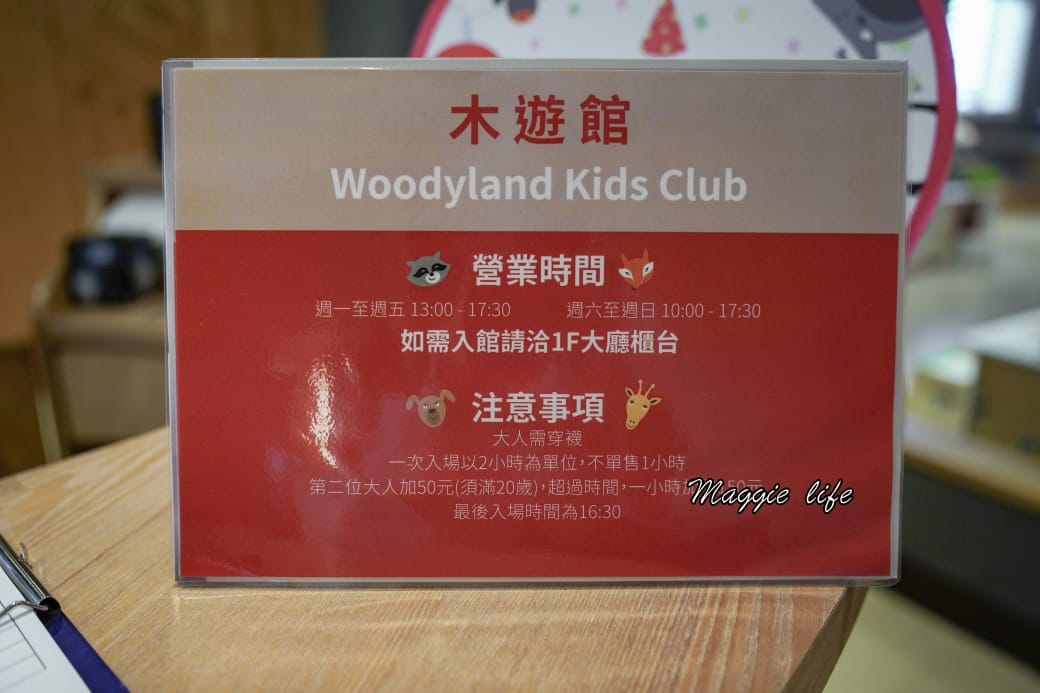 木遊館
Woodyland Kids Club
營業時間
週一至週五 13:00 - 17:30 週六至週日 10:00 - 17:30
如需入館請洽1F大廳櫃台
注意事項
大人需穿襪
一次入場以2小時為單位,不單售1小時
第二位大人加50元(須滿20歲),超過時間,一小時 50元
Maggie life
最後入場時間為16:30